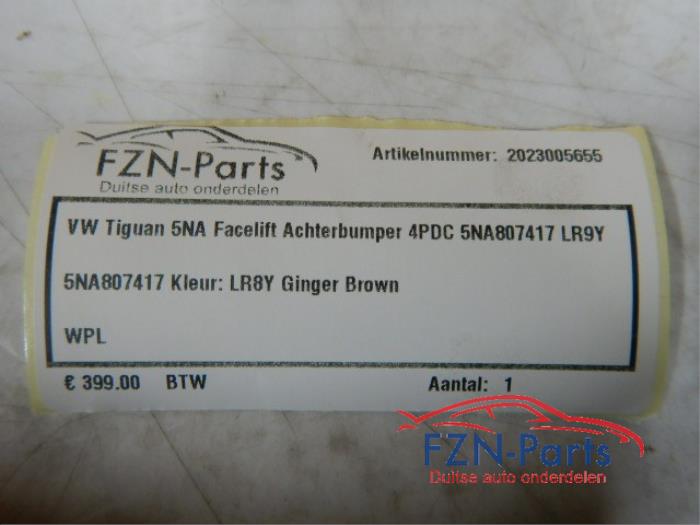 FZN-Parts
Duitse auto onderdelen
Artikelnummer: 2023005655
VW Tiguan 5NA Facelift Achterbumper 4PDC 5NA807417 LR9Y
5NA807417 Kleur: LR8Y Ginger Brown
WPL
€ 399.00 BTW Aantal: 1
FZN-Parts
Duitse auto onderdelen